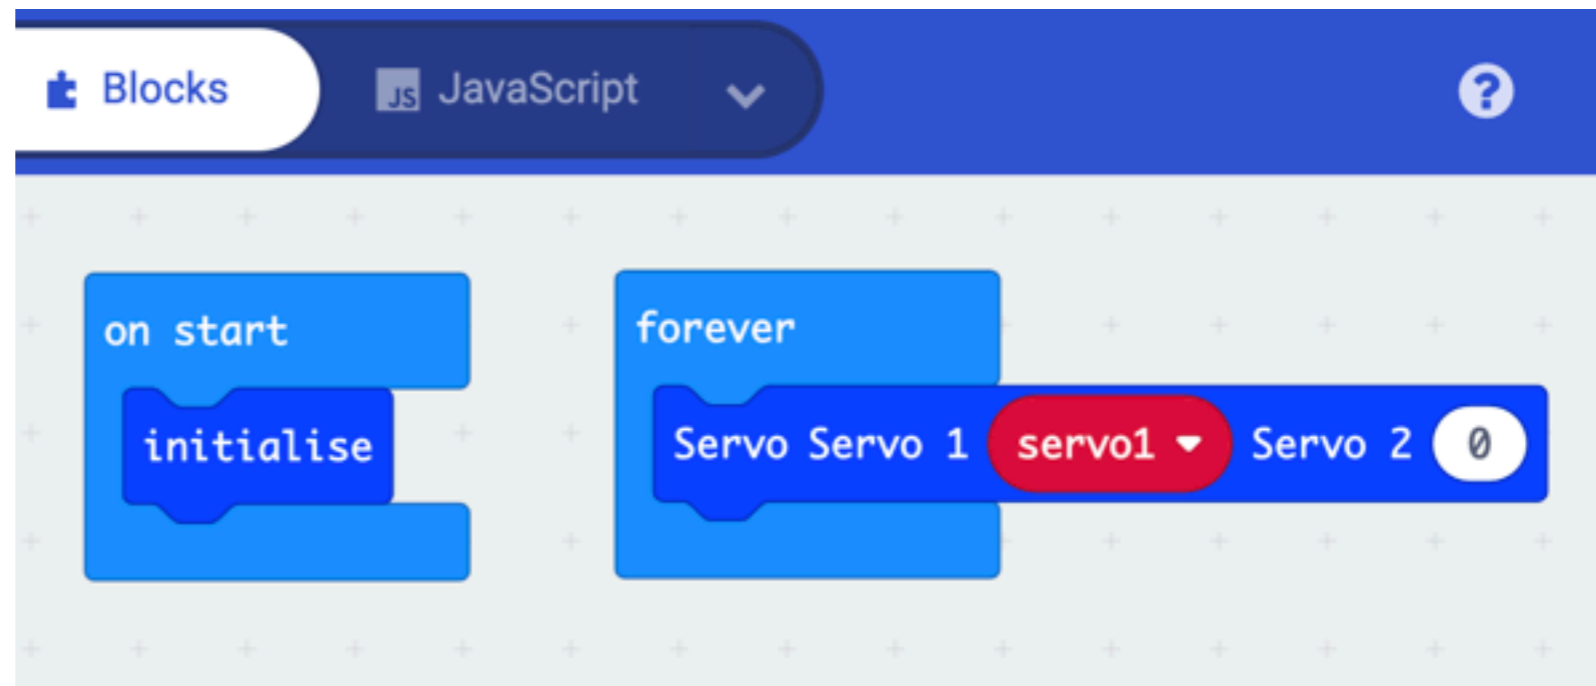 Blocks
JS JavaScript
?
on start
initialise
forever
Servo Servo 1 servo1 Servo 2 0